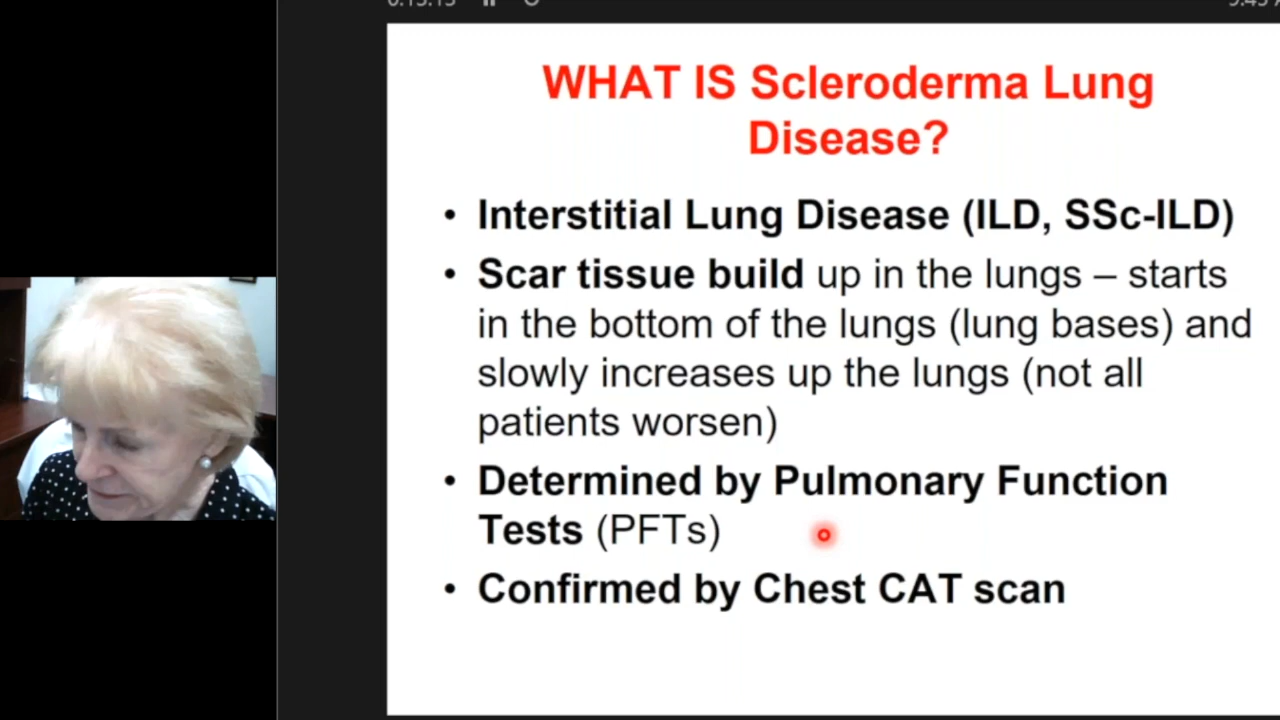 WHAT IS Scleroderma Lung
Disease?
• Interstitial Lung Disease (ILD, SSc-ILD)
• Scar tissue build up in the lungs – starts
in the bottom of the lungs (lung bases) and
slowly increases up the lungs (not all
patients worsen)
• Determined by Pulmonary Function
Tests (PFTs)
• Confirmed by Chest CAT scan